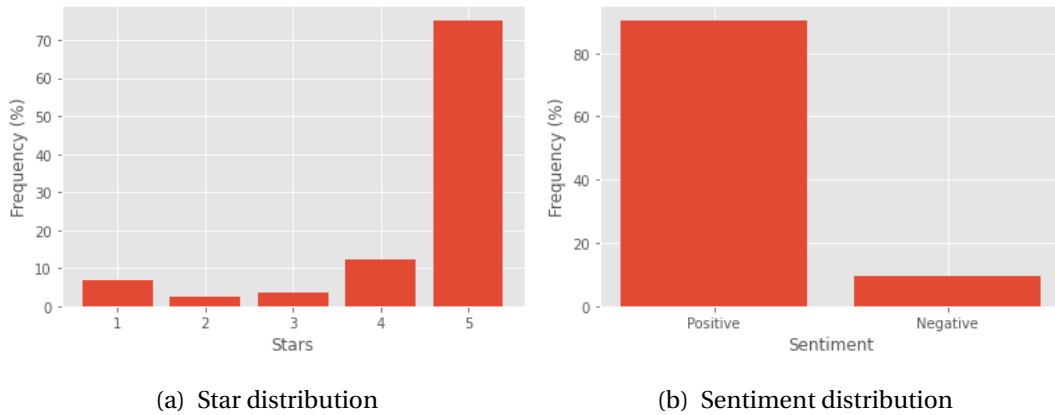 70
60
50
40
30
20
10
0
Frequency (%)
1 2 3 4 5
Stars
(a) Star distribution
80
60
40
20
0
Frequency (%)
Positive Negative
Sentiment
(b) Sentiment distribution